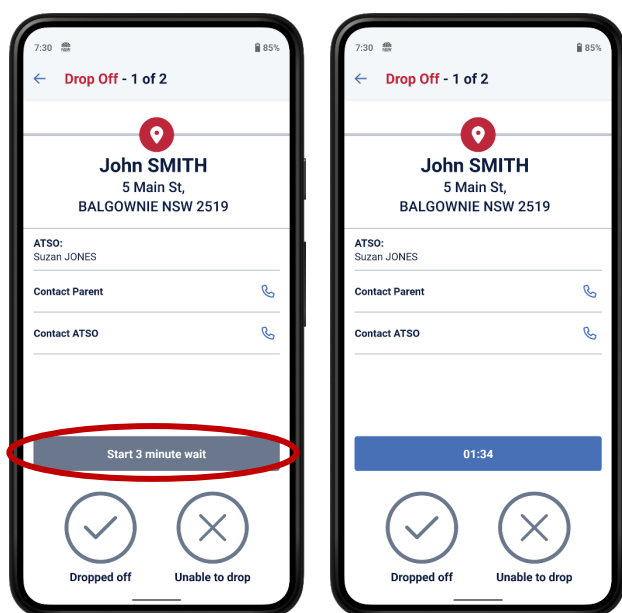 7:30 NSW 85%
Drop Off - 1 of 2
John SMITH
5 Main St,
BALGOWNIE NSW 2519
ATSO:
Suzan JONES
Contact Parent
Contact ATSO
Start 3 minute wait
Dropped off Unable to drop
7:30 NSW 85%
Drop Off - 1 of 2
John SMITH
5 Main St,
BALGOWNIE NSW 2519
ATSO:
Suzan JONES
Contact Parent
Contact ATSO
01:34
Dropped off Unable to drop